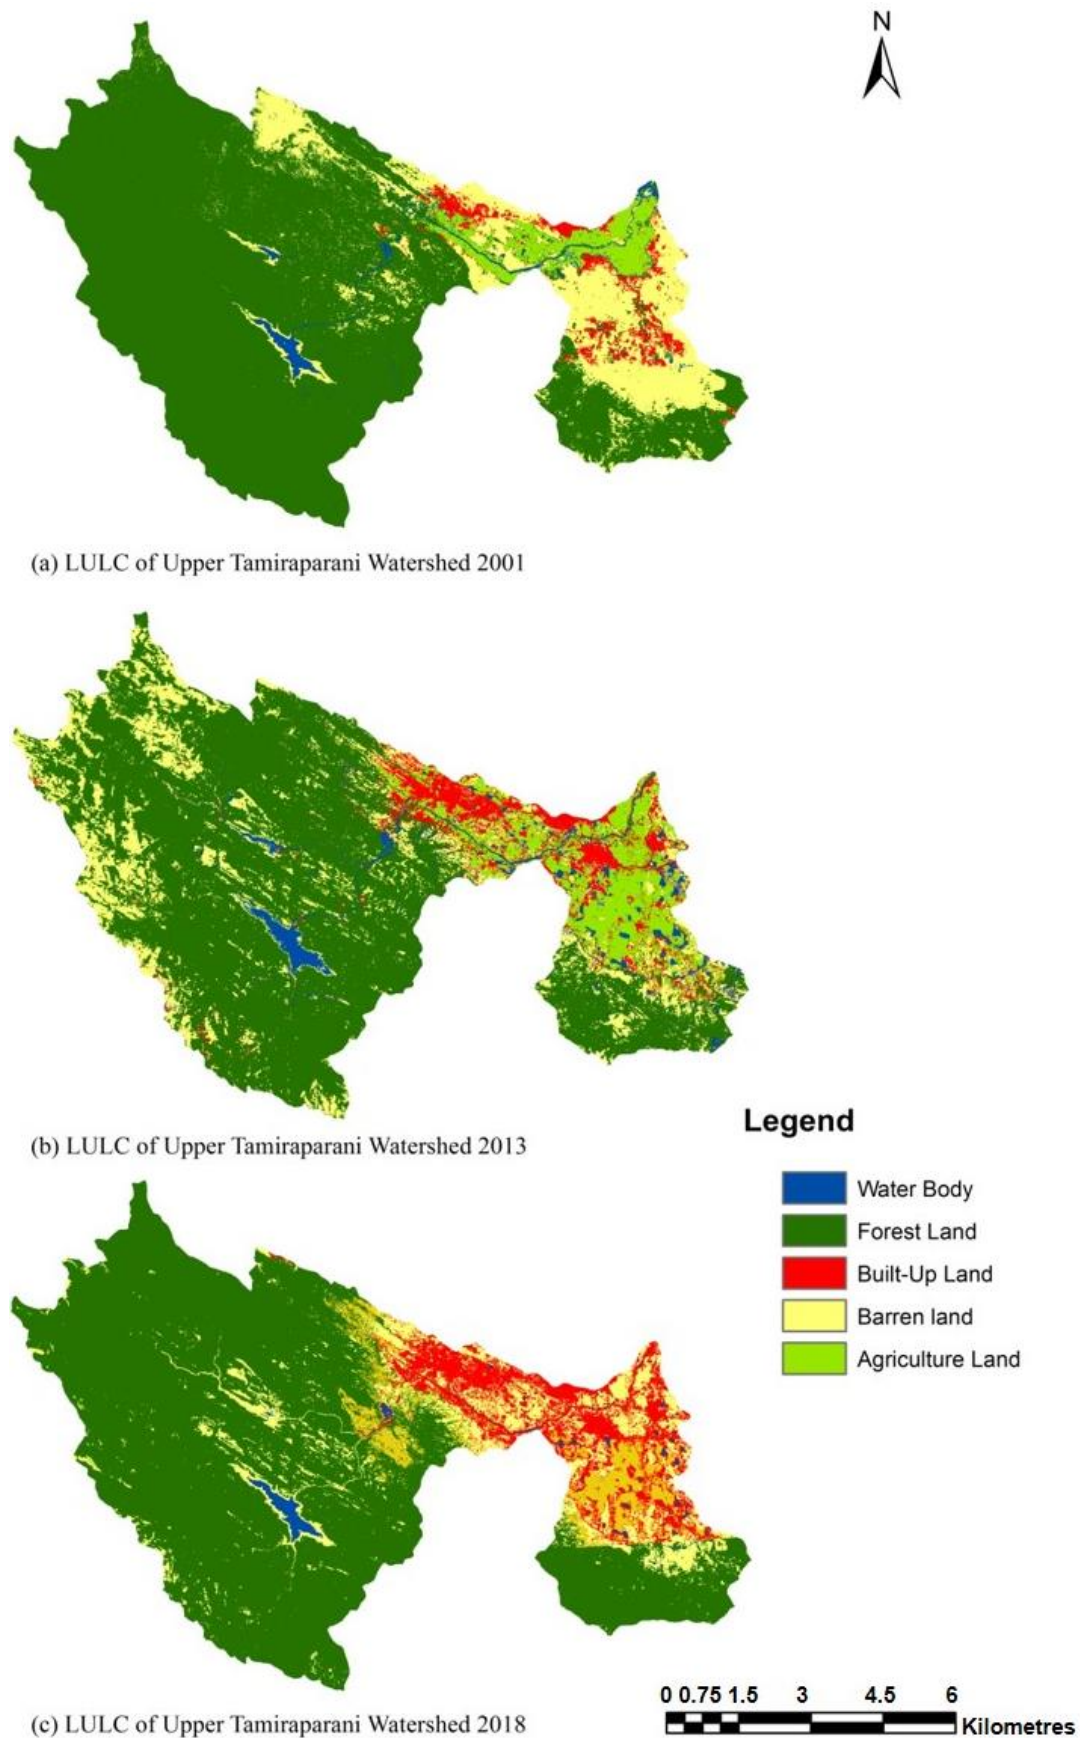 N
(a) LULC of Upper Tamiraparani Watershed 2001
(b) LULC of Upper Tamiraparani Watershed 2013
Legend
Water Body
Forest Land
Built-Up Land
Barren land
Agriculture Land
0 0.75 1.5 3 4.5 6
Kilometres
(c) LULC of Upper Tamiraparani Watershed 2018